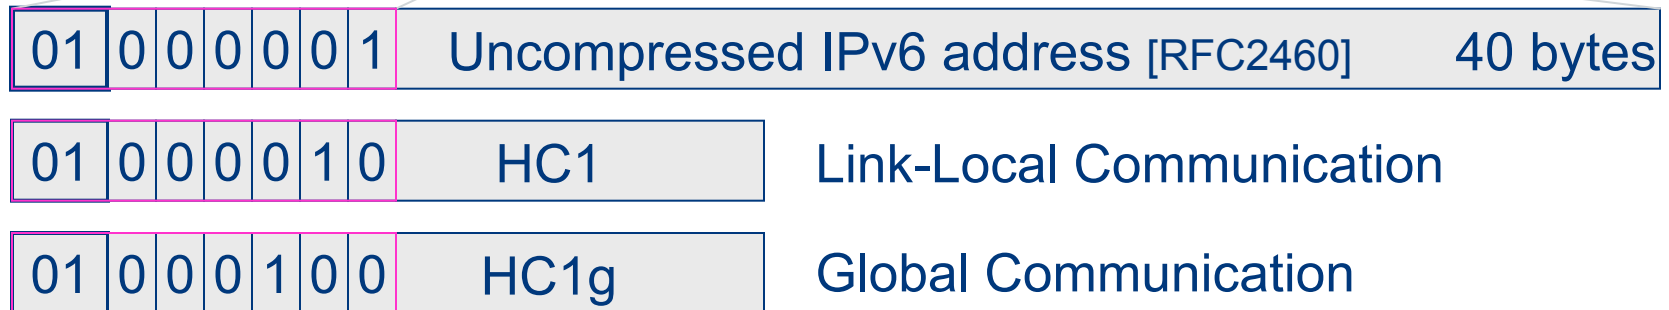 01 0 0 0 0 0 1 Uncompressed IPv6 address [RFC2460] 40 bytes
01 0 0 0 0 1 0 HC1 Link-Local Communication
01 0 0 0 1 0 0 HC1g Global Communication